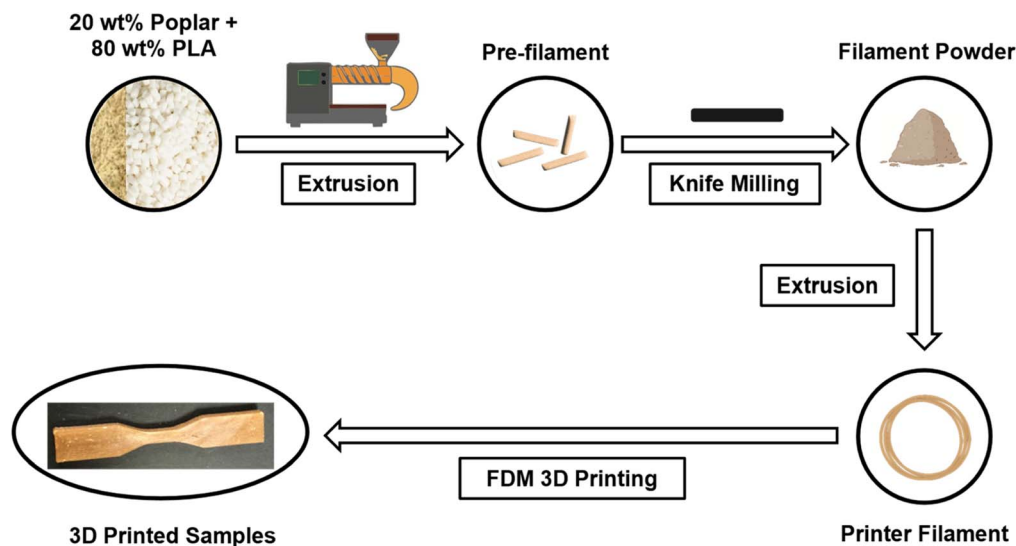 20 wt% Poplar +
80 wt% PLA
Extrusion
Pre-filament
Knife Milling
Filament Powder
Extrusion
Printer Filament
FDM 3D Printing
3D Printed Samples